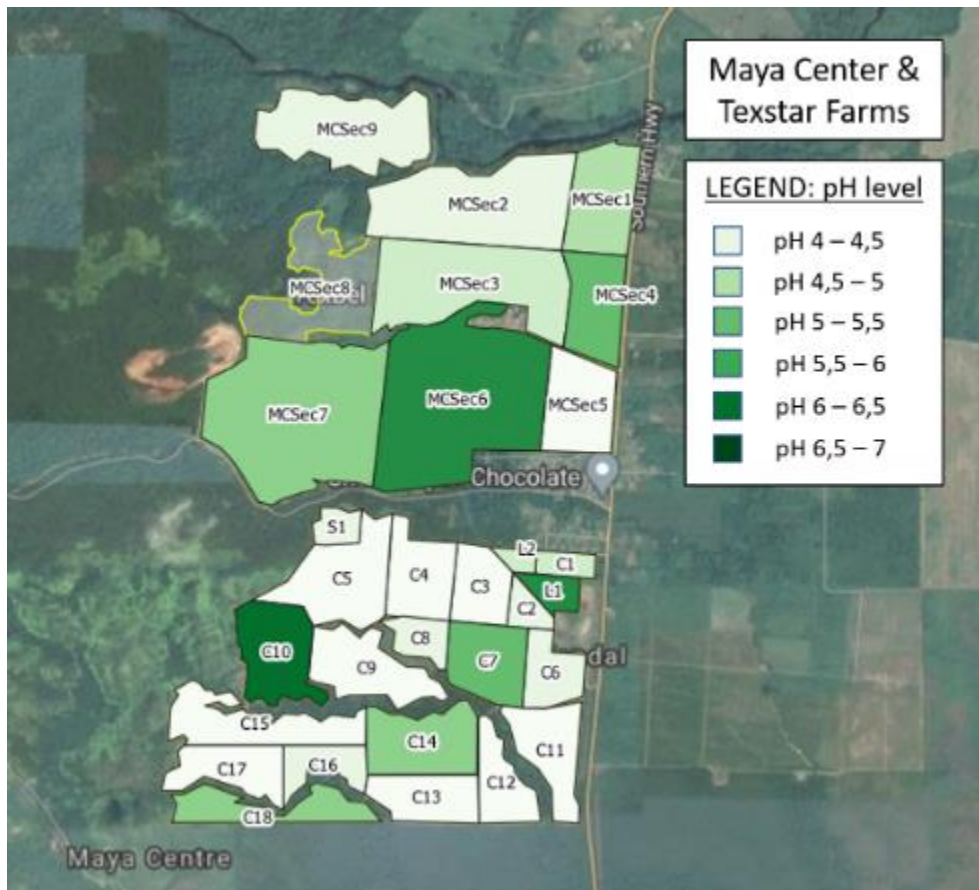 Maya Center &
Texstar Farms
LEGEND: pH level
pH 4 – 4,5
pH 4,5 – 5
pH 5 – 5,5
pH 5,5 – 6
pH 6 – 6,5
pH 6,5 – 7
MCSec9
MCSec2
MCSec1
Southern Hwy
MCSec8
MCSec3
MCSec4
MCSec7
MCSec6
MCSec5
Chocolate
S1
L2
C1
C5
C4
C3
L1
C2
C10
C9
C8
C7
C6
dal
C15
C14
C11
C17
C16
C13
C12
C18
Maya Centre